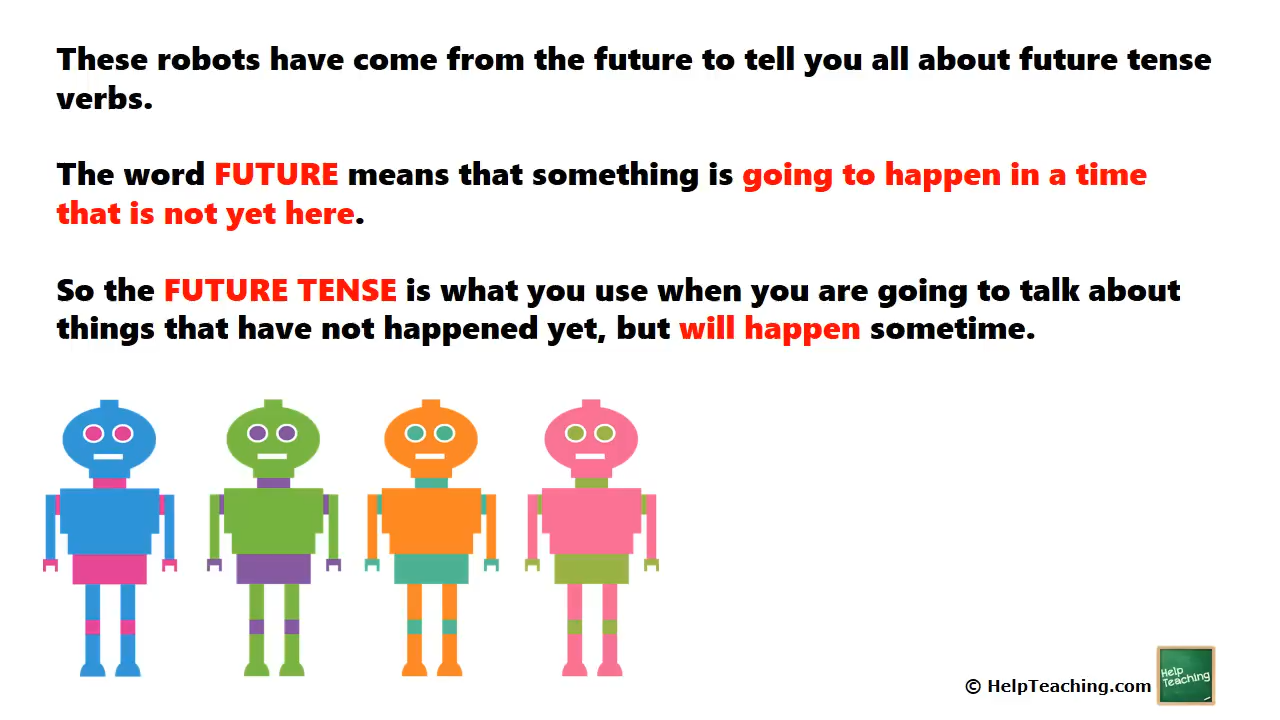 These robots have come from the future to tell you all about future tense
verbs.
The word FUTURE means that something is going to happen in a time
that is not yet here.
So the FUTURE TENSE is what you use when you are going to talk about
things that have not happened yet, but will happen sometime.
© HelpTeaching.com
Help
Teaching